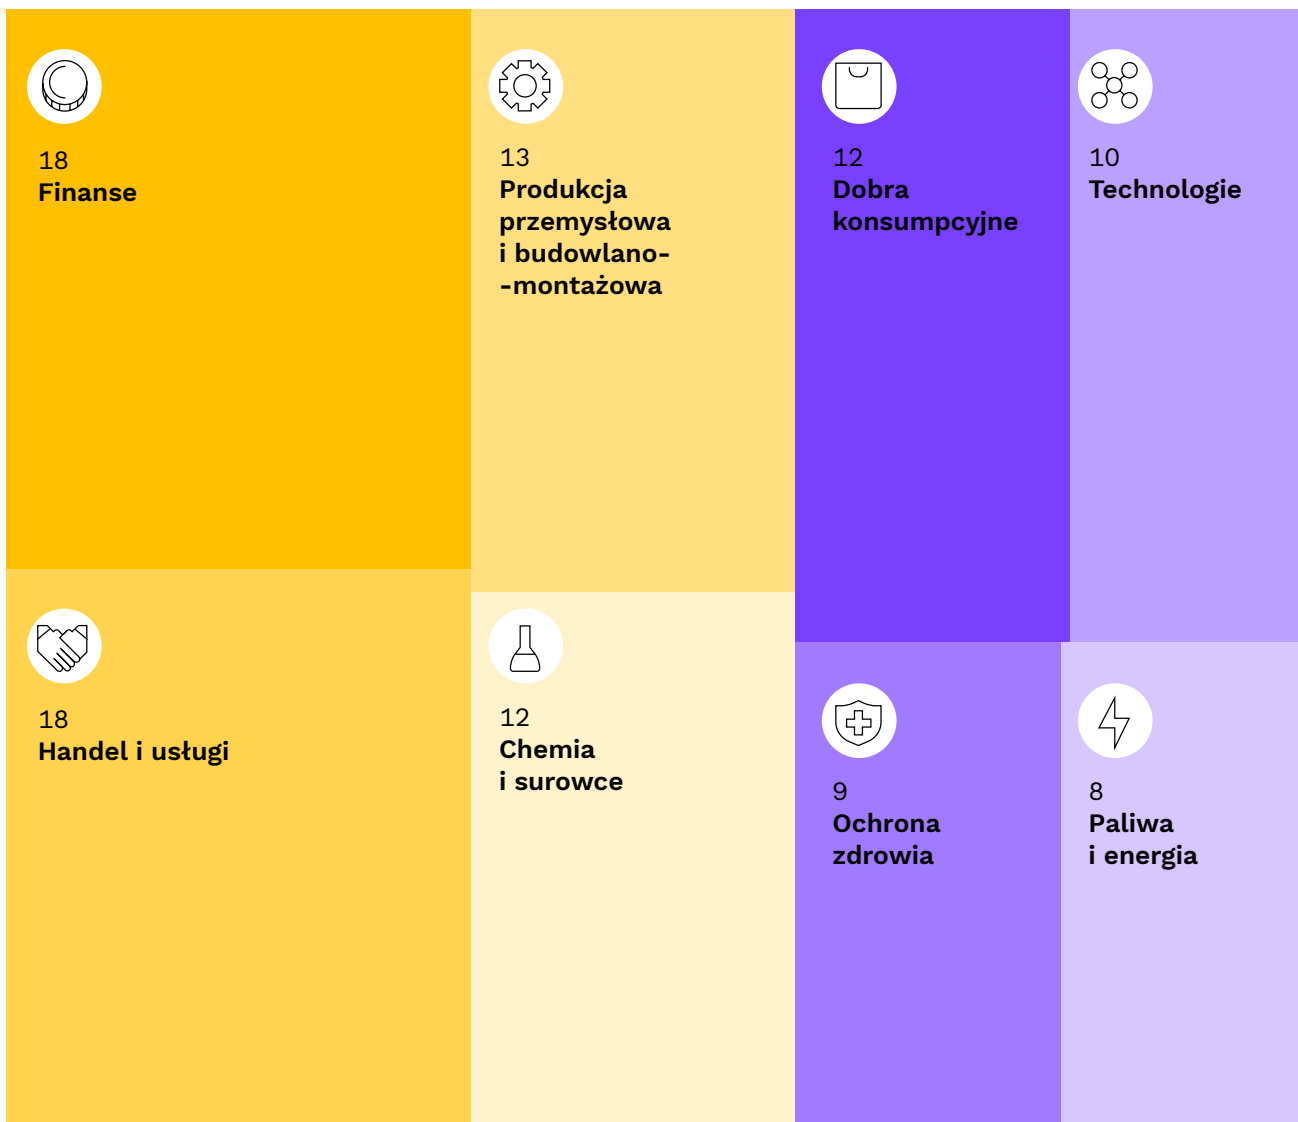 18
Finanse
13
Produkcja
przemysłowa
i budowlano-
-montażowa
12
Dobra
konsumpcyjne
10
Technologie
18
Handel i usługi
12
Chemia
i surowce
9
Ochrona
zdrowia
8
Paliwa
i energia